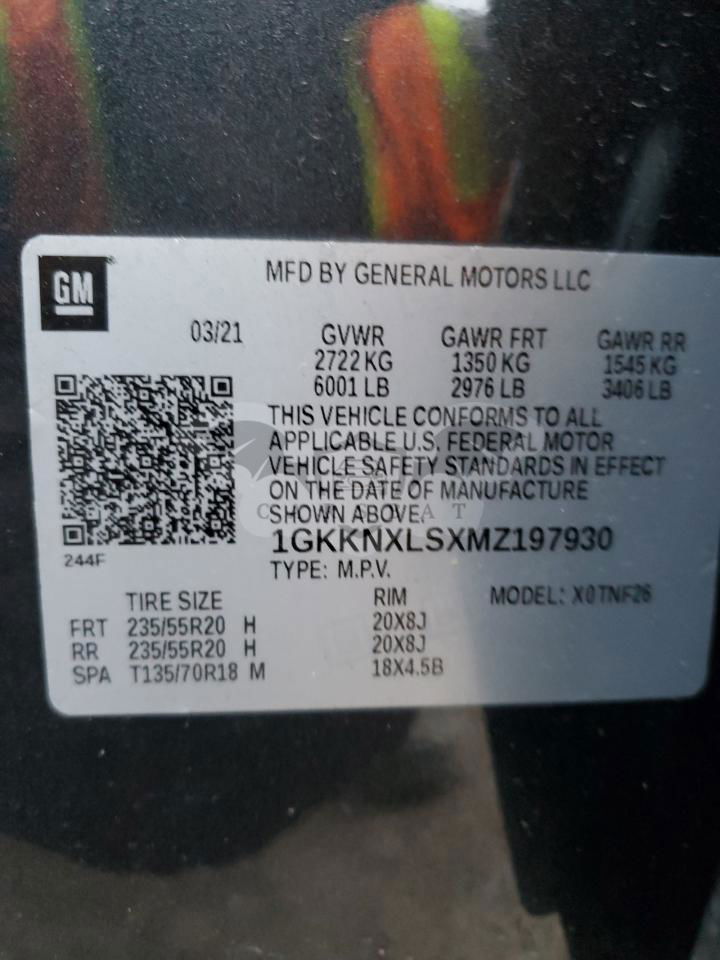 GM
MFD BY GENERAL MOTORS LLC
03/21 GVWR GAWR FRT GAWR RR
2722 KG 1350 KG 1545 KG
6001 LB 2976 LB 3406 LB
THIS VEHICLE CONFORMS TO ALL
APPLICABLE U.S. FEDERAL MOTOR
VEHICLE SAFETY STANDARDS IN EFFECT
ON THE DATE OF MANUFACTURE
SHOWN ABOVE.
1GKKNXLSXMZ197930
244F
TYPE: M.P.V.
TIRE SIZE RIM MODEL: X0TNF26
FRT 235/55R20 H 20X8J
RR 235/55R20 H 20X8J
SPA T135/70R18 M 18X4.5B